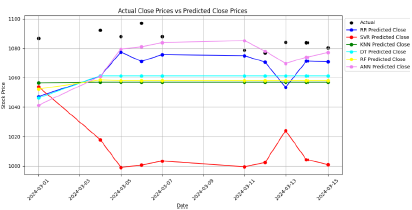 Actual Close Prices vs Predicted Close Prices
1100
1080
1060
1040
1020
1000
Stock Price
2024-03-01
2024-03-03
2024-03-05
2024-03-07
2024-03-09
2024-03-11
2024-03-13
2024-03-15
Date
Actual
RR Predicted Close
SVR Predicted Close
KNN Predicted Close
DT Predicted Close
RF Predicted Close
ANN Predicted Close